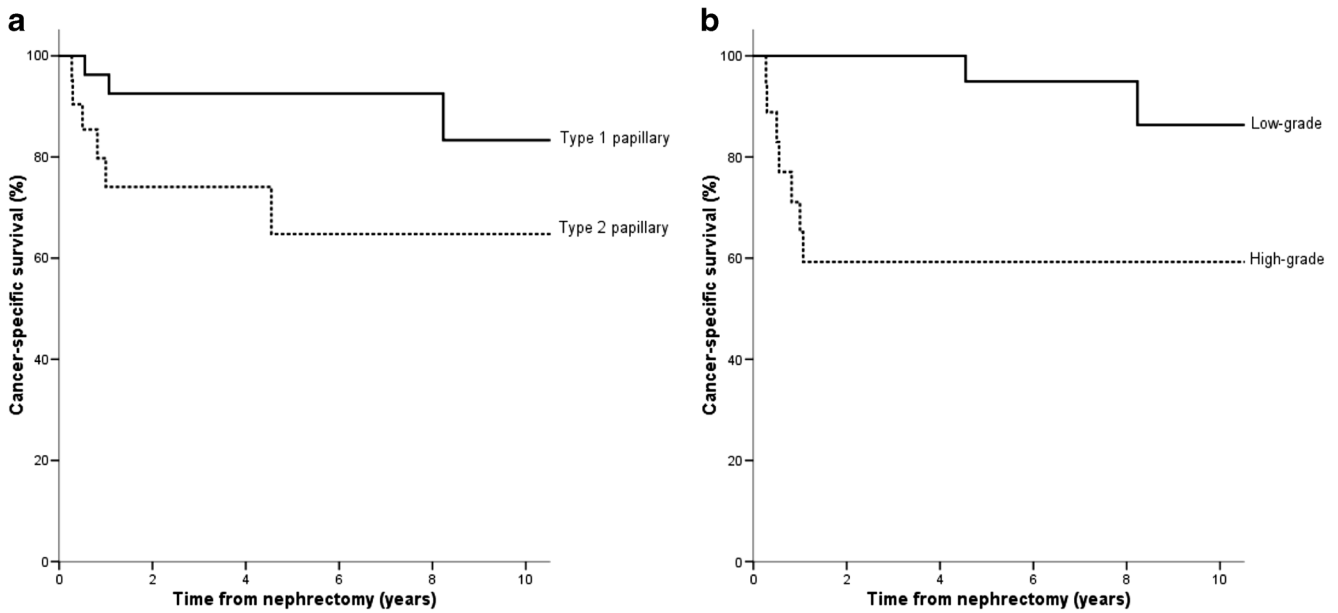 a
Cancer-specific survival (%)
100
80
60
40
20
0
Type 1 papillary
Type 2 papillary
0 2 4 6 8 10
Time from nephrectomy (years)
b
Cancer-specific survival (%)
100
80
60
40
20
0
Low-grade
High-grade
0 2 4 6 8 10
Time from nephrectomy (years)